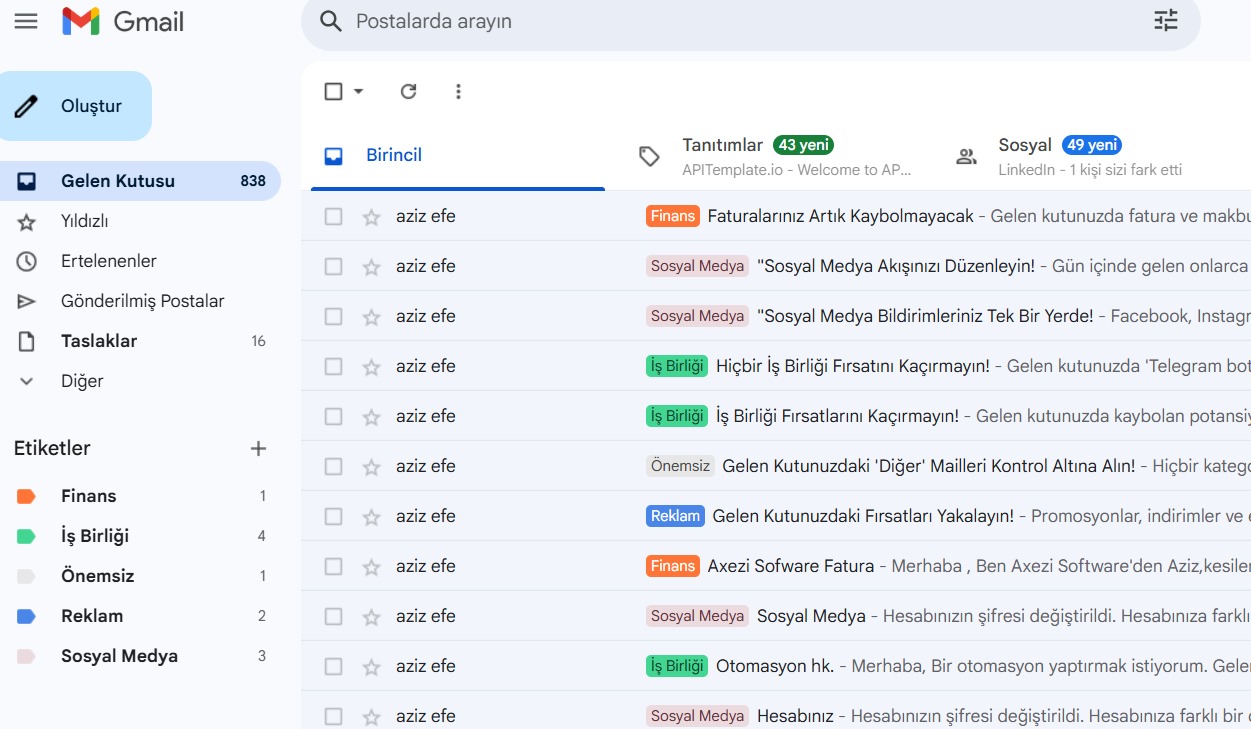 Gmail
Postalarda arayın
Oluştur
Gelen Kutusu 838
Yıldızlı
Ertelenenler
Gönderilmiş Postalar
Taslaklar 16
Diğer
Etiketler
Finans 1
İş Birliği 4
Önemsiz 1
Reklam 2
Sosyal Medya 3
Birincil
Tanıtımlar 43 yeni
APITemplate.io - Welcome to AP...
Sosyal 49 yeni
LinkedIn - 1 kişi sizi fark etti
aziz efe Finans Faturalarınız Artık Kaybolmayacak - Gelen kutunuzda fatura ve makbu
aziz efe Sosyal Medya "Sosyal Medya Akışınızı Düzenleyin! - Gün içinde gelen onlarca
aziz efe Sosyal Medya "Sosyal Medya Bildirimleriniz Tek Bir Yerde! - Facebook, Instagr
aziz efe İş Birliği Hiçbir İş Birliği Fırsatını Kaçırmayın! - Gelen kutunuzda 'Telegram bot
aziz efe İş Birliği İş Birliği Fırsatlarını Kaçırmayın! - Gelen kutunuzda kaybolan potansiy
aziz efe Önemsiz Gelen Kutunuzdaki 'Diğer' Mailleri Kontrol Altına Alın! - Hiçbir katego
aziz efe Reklam Gelen Kutunuzdaki Fırsatları Yakalayın! - Promosyonlar, indirimler ve e
aziz efe Finans Axezi Sofware Fatura - Merhaba , Ben Axezi Software'den Aziz,kesilen
aziz efe Sosyal Medya Sosyal Medya - Hesabınızın şifresi değiştirildi. Hesabınıza farklı
aziz efe İş Birliği Otomasyon hk. - Merhaba, Bir otomasyon yaptırmak istiyorum. Gele
aziz efe Sosyal Medya Hesabınız - Hesabınızın şifresi değiştirildi. Hesabınıza farklı bir